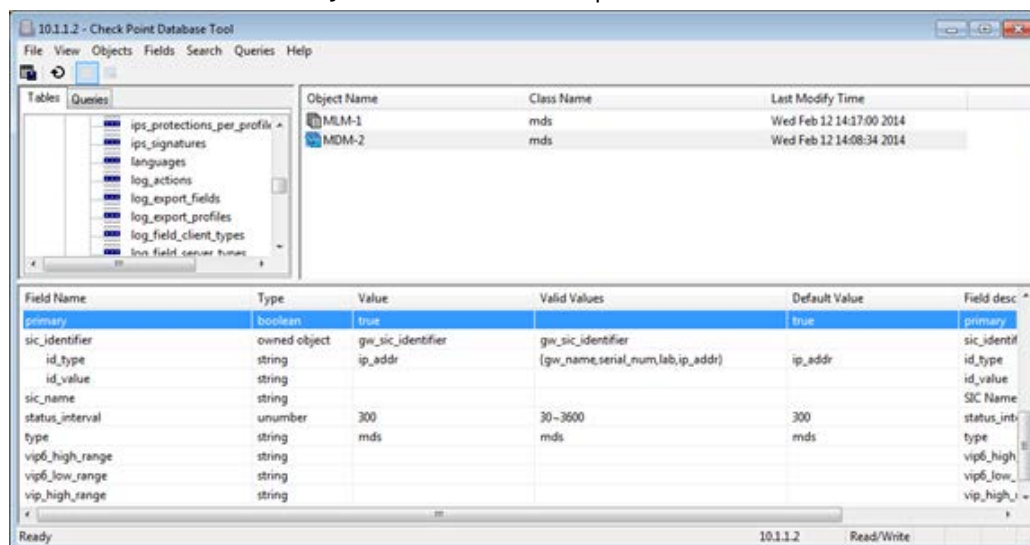 10.1.1.2 - Check Point Database Tool
File View Objects Fields Search Queries Help
Tables Queries
ips_protections_per_profile
ips_signatures
languages
log_actions
log_export_fields
log_export_profiles
log_field_client_types
log_field_server_types
Object Name Class Name Last Modify Time
MLM-1 mds Wed Feb 12 14:17:00 2014
MDM-2 mds Wed Feb 12 14:08:34 2014
Field Name Type Value Valid Values Default Value Field desc
primary boolean true true primary
sic_identifier owned object gw_sic_identifier gw_sic_identifier sic_identif
id_type string ip_addr {gw_name,serial_num,lab,ip_addr} ip_addr id_type
id_value string id_value
sic_name string SIC Name
status_interval unumber 300 30~3600 300 status_int
type string mds mds mds type
vip6_high_range string vip6_high
vip6_low_range string vip6_low_
vip_high_range string vip_high_r
Ready 10.1.1.2 Read/Write